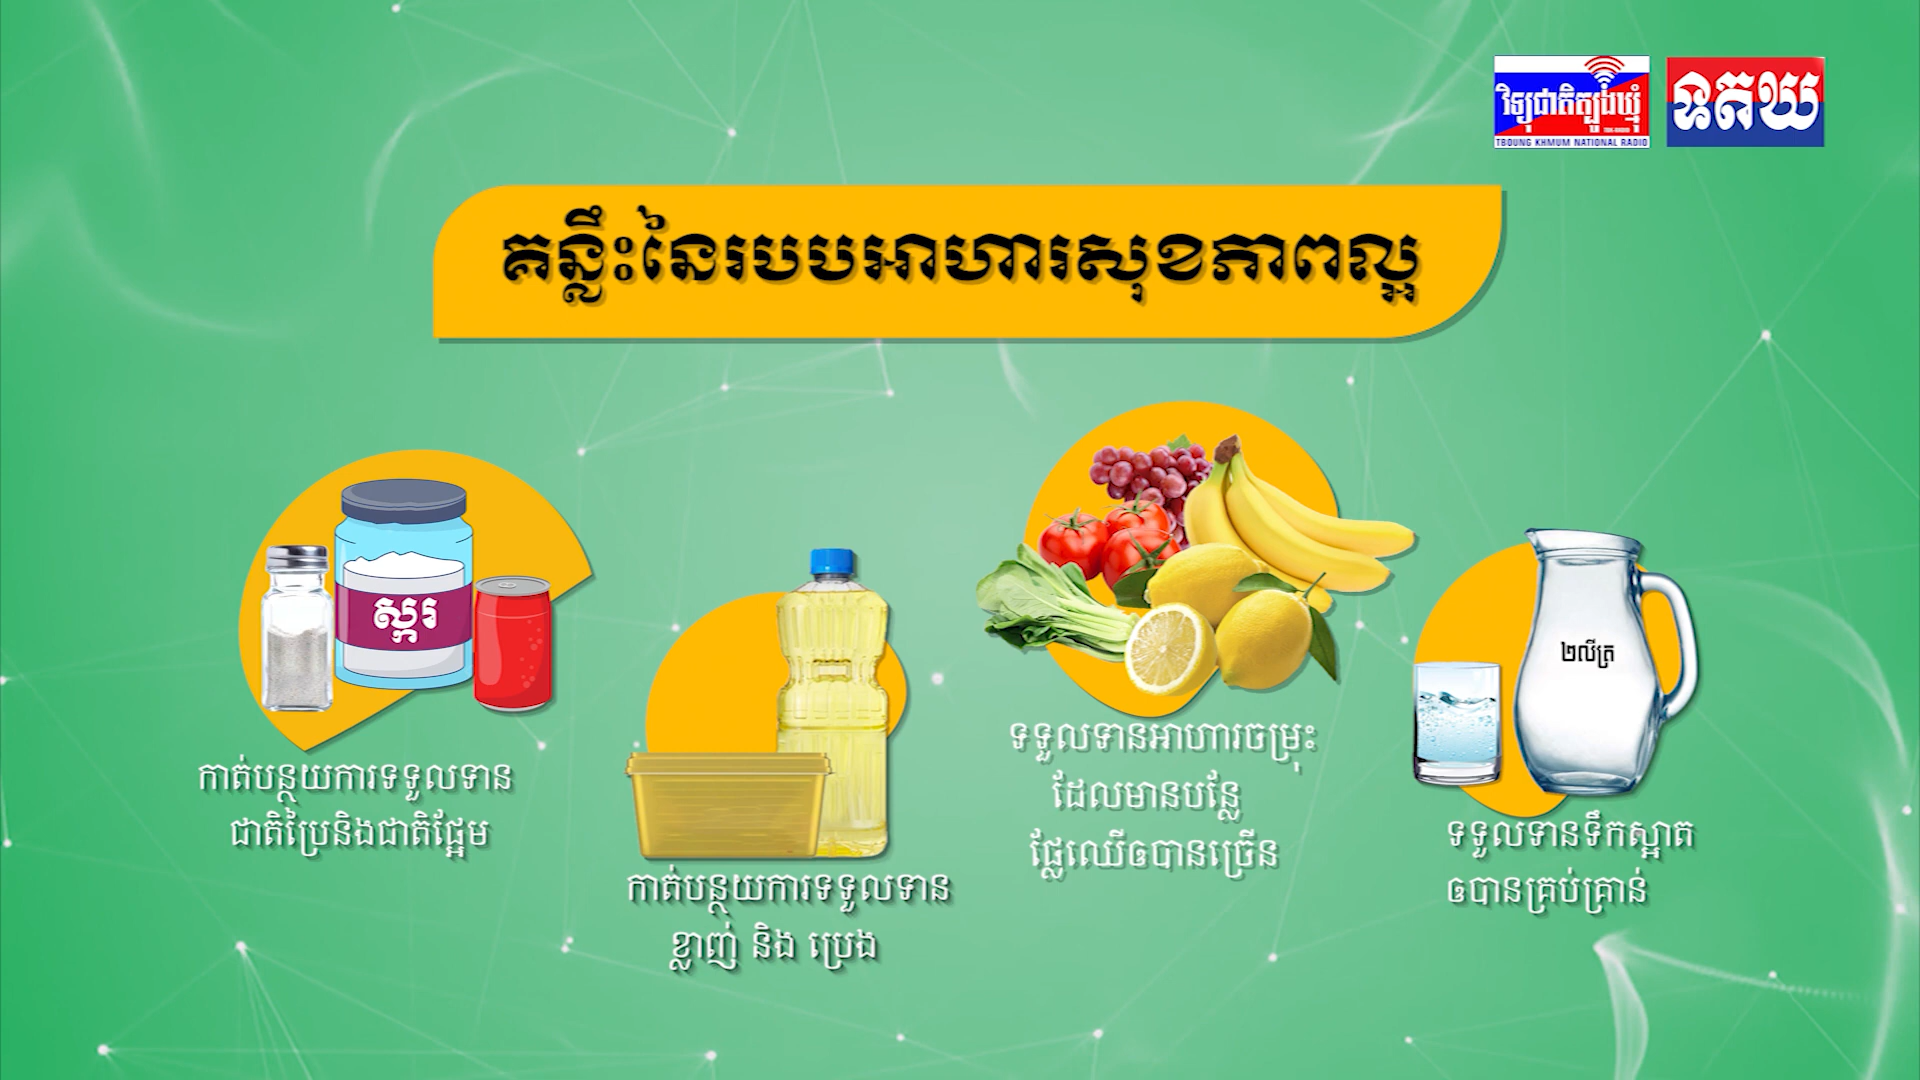 វិទ្យុជាតិត្បូងឃ្មុំ
TBOUNG KHMUM NATIONAL RADIO
ទតឃ
គន្លឹះនៃរបបអាហារសុខភាពល្អ
ស្ករ
កាត់បន្ថយការទទួលទាន
ជាតិប្រៃនិងជាតិផ្អែម
កាត់បន្ថយការទទួលទាន
ខ្លាញ់ និង ប្រេង
ទទួលទានអាហារចម្រុះ
ដែលមានបន្លែ
ផ្លែឈើឲបានច្រើន
២លីត្រ
ទទួលទានទឹកស្អាត
ឲបានគ្រប់គ្រាន់